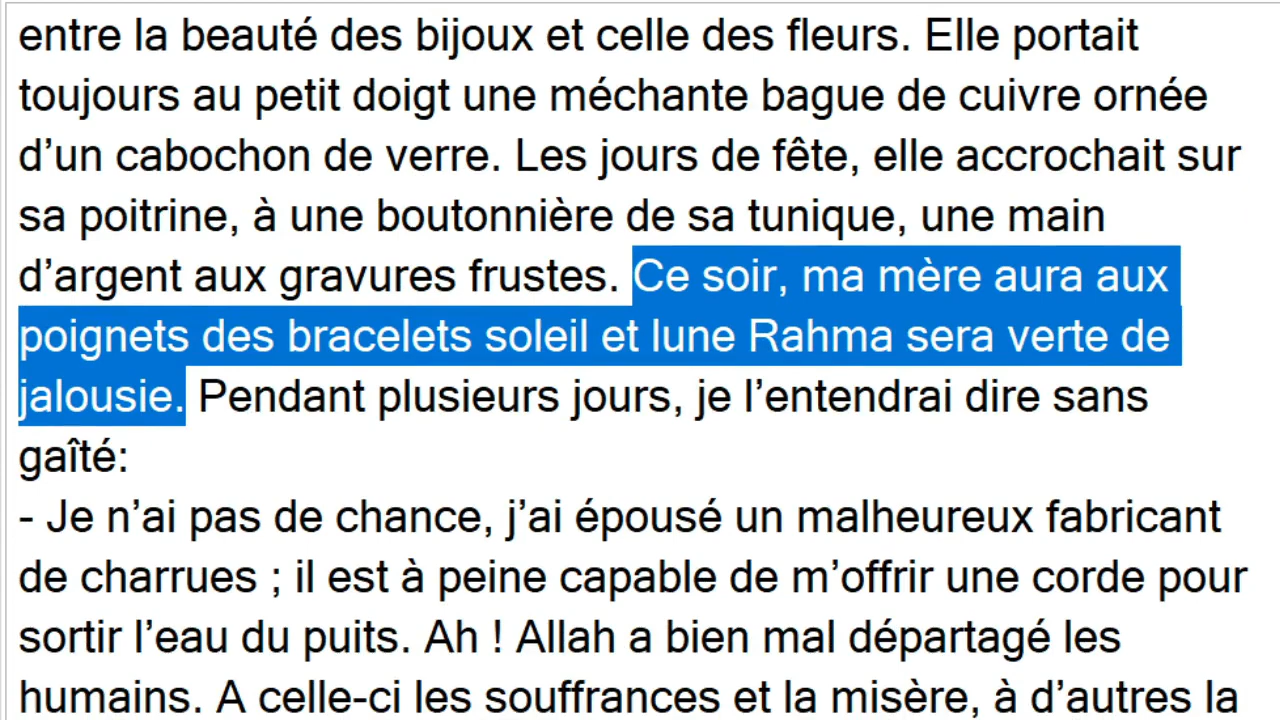 entre la beauté des bijoux et celle des fleurs. Elle portait
toujours au petit doigt une méchante bague de cuivre ornée
d’un cabochon de verre. Les jours de fête, elle accrochait sur
sa poitrine, à une boutonnière de sa tunique, une main
d’argent aux gravures frustes. Ce soir, ma mère aura aux
poignets des bracelets soleil et lune Rahma sera verte de
jalousie. Pendant plusieurs jours, je l’entendrai dire sans
gaîté:
- Je n’ai pas de chance, j’ai épousé un malheureux fabricant
de charrues ; il est à peine capable de m’offrir une corde pour
sortir l’eau du puits. Ah ! Allah a bien mal départagé les
humains. A celle-ci les souffrances et la misère, à d’autres la